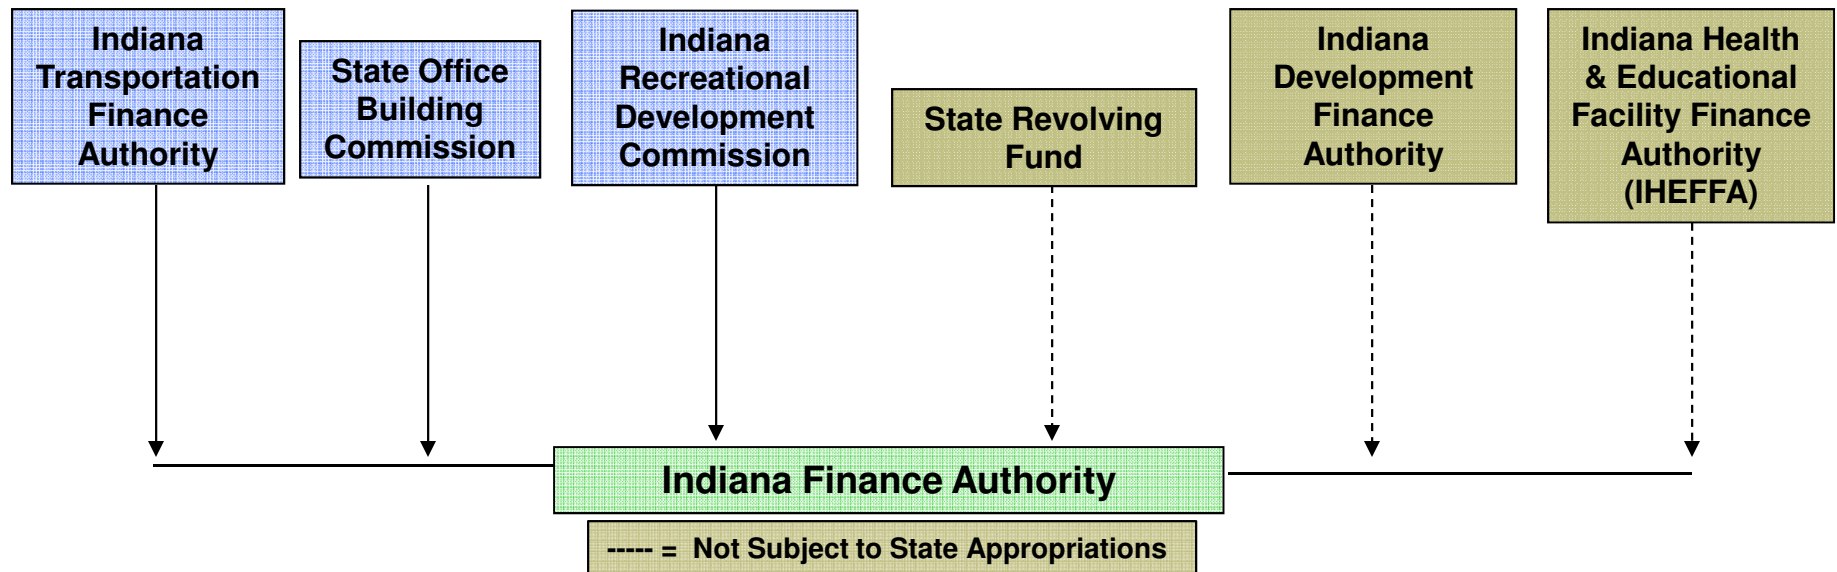 Indiana
Transportation
Finance
Authority
State Office
Building
Commission
Indiana
Recreational
Development
Commission
State Revolving
Fund
Indiana
Development
Finance
Authority
Indiana Health
& Educational
Facility Finance
Authority
(IHEFFA)
Indiana Finance Authority
----- = Not Subject to State Appropriations